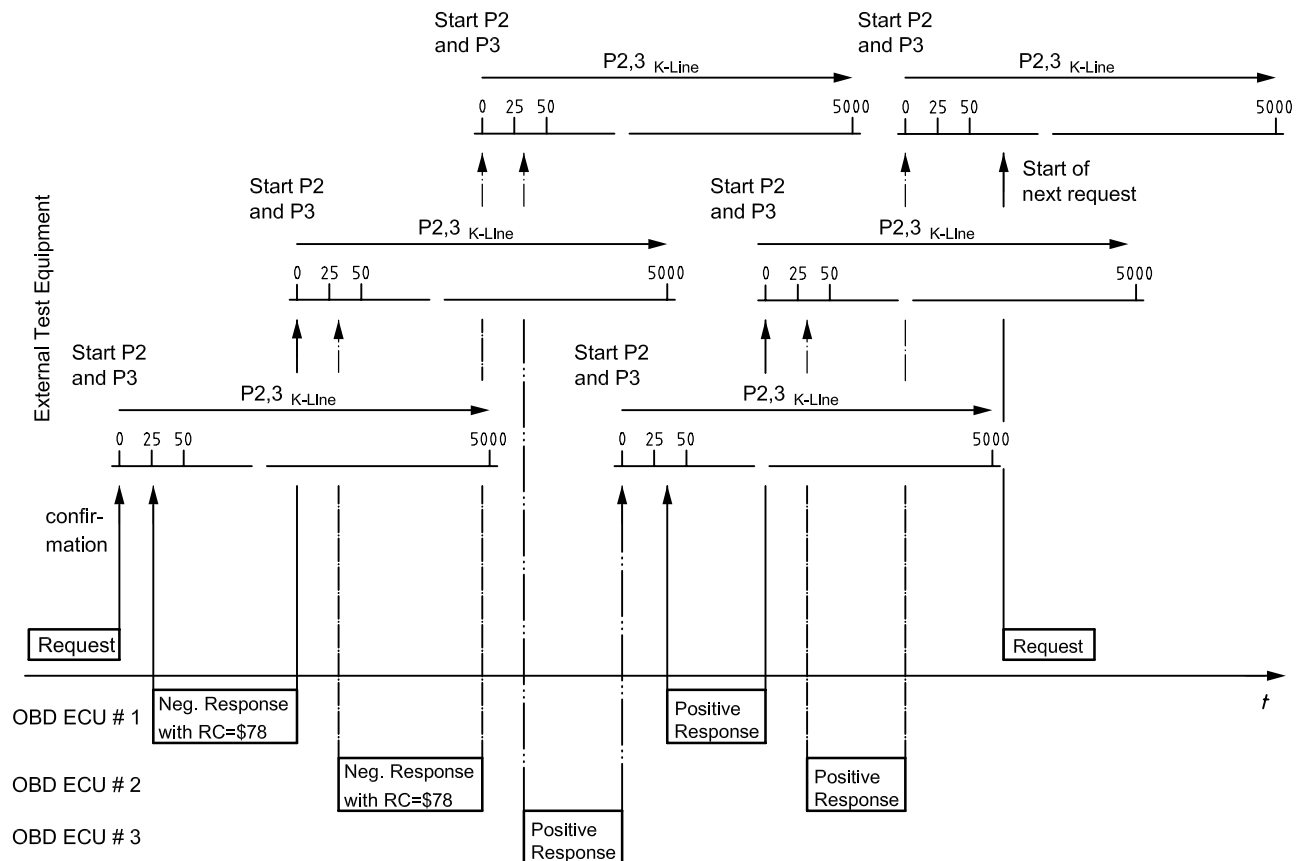 Start P2
and P3
P2,3 K-Line
0 25 50 5000
Start P2
and P3
P2,3 K-Line
0 25 50 5000
Start of
next request
Start P2
and P3
P2,3 K-LIne
0 25 50 5000
Start P2
and P3
P2,3 K-LIne
0 25 50 5000
External Test Equipment
Start P2
and P3
P2,3 K-LIne
0 25 50 5000
Start P2
and P3
P2,3 K-LIne
0 25 50 5000
confir-
mation
Request
Request
t
OBD ECU # 1
Neg. Response
with RC=$78
Positive
Response
OBD ECU # 2
Neg. Response
with RC=$78
Positive
Response
OBD ECU # 3
Positive
Response